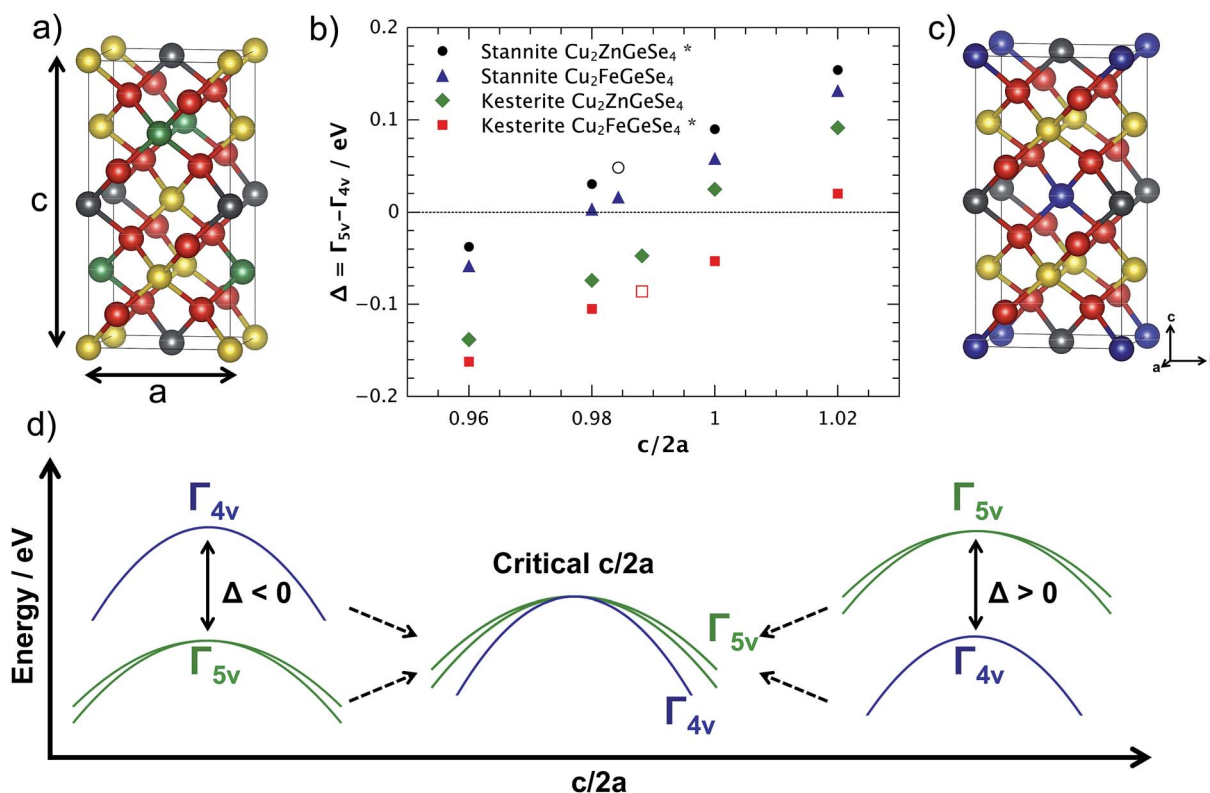 a)
c
a
b)
Δ = Γ5v–Γ4v / eV
0.2
0.1
0
−0.1
−0.2
Stannite Cu2ZnGeSe4 *
Stannite Cu2FeGeSe4
Kesterite Cu2ZnGeSe4
Kesterite Cu2FeGeSe4 *
0.96 0.98 1 1.02
c/2a
c)
c
a
d)
Energy / eV
Γ4v
Δ < 0
Γ5v
Critical c/2a
Γ5v
Γ4v
Γ5v
Δ > 0
Γ4v
c/2a